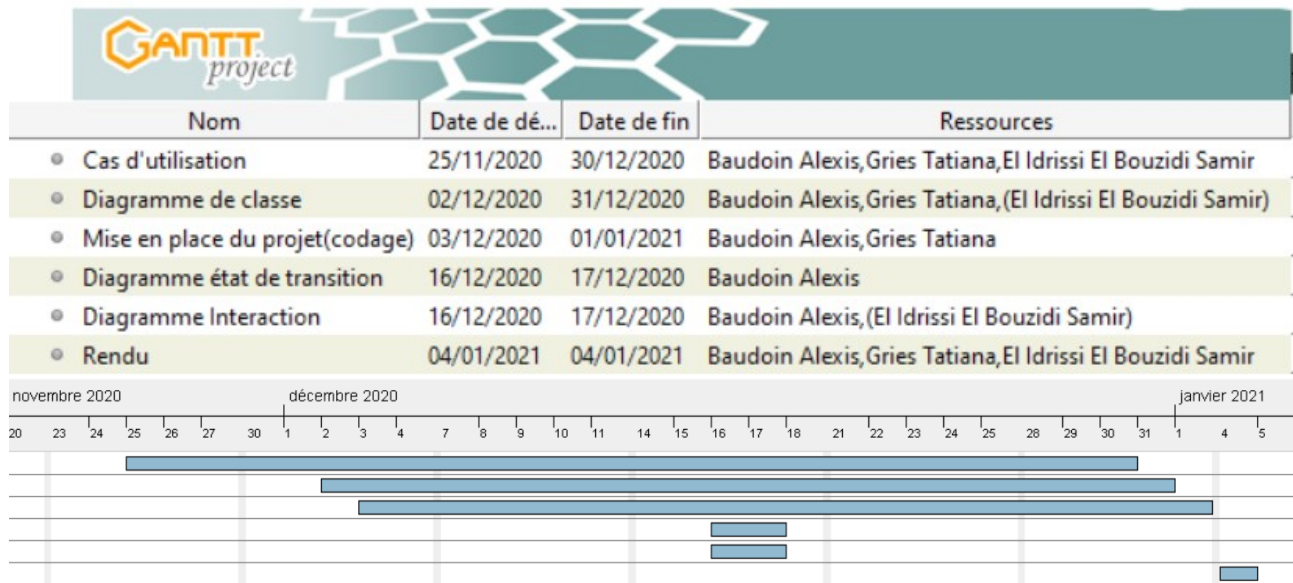 GANTT
project
Nom Date de dé... Date de fin Ressources
Cas d'utilisation 25/11/2020 30/12/2020 Baudoin Alexis,Gries Tatiana,El Idrissi El Bouzidi Samir
Diagramme de classe 02/12/2020 31/12/2020 Baudoin Alexis,Gries Tatiana,(El Idrissi El Bouzidi Samir)
Mise en place du projet(codage) 03/12/2020 01/01/2021 Baudoin Alexis,Gries Tatiana
Diagramme état de transition 16/12/2020 17/12/2020 Baudoin Alexis
Diagramme Interaction 16/12/2020 17/12/2020 Baudoin Alexis,(El Idrissi El Bouzidi Samir)
Rendu 04/01/2021 04/01/2021 Baudoin Alexis,Gries Tatiana,El Idrissi El Bouzidi Samir
novembre 2020 décembre 2020 janvier 2021
20 23 24 25 26 27 30 1 2 3 4 7 8 9 10 11 14 15 16 17 18 21 22 23 24 25 28 29 30 31 1 4 5